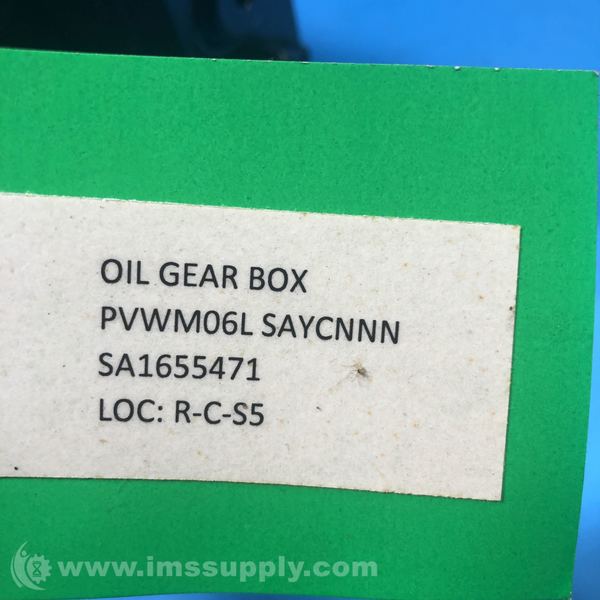 OIL GEAR BOX
PVWM06L SAYCNNN
SA1655471
LOC: R-C-S5
www.imssupply.com